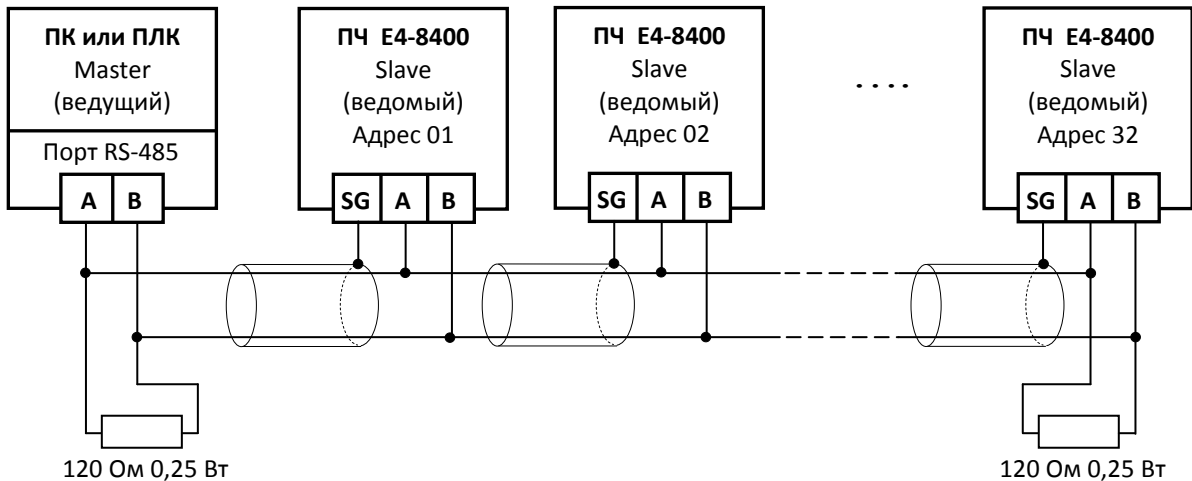 ПК или ПЛК
Master
(ведущий)
Порт RS-485
A B
ПЧ E4-8400
Slave
(ведомый)
Адрес 01
SG A B
ПЧ E4-8400
Slave
(ведомый)
Адрес 02
SG A B
. . . .
ПЧ E4-8400
Slave
(ведомый)
Адрес 32
SG A B
120 Ом 0,25 Вт
120 Ом 0,25 Вт